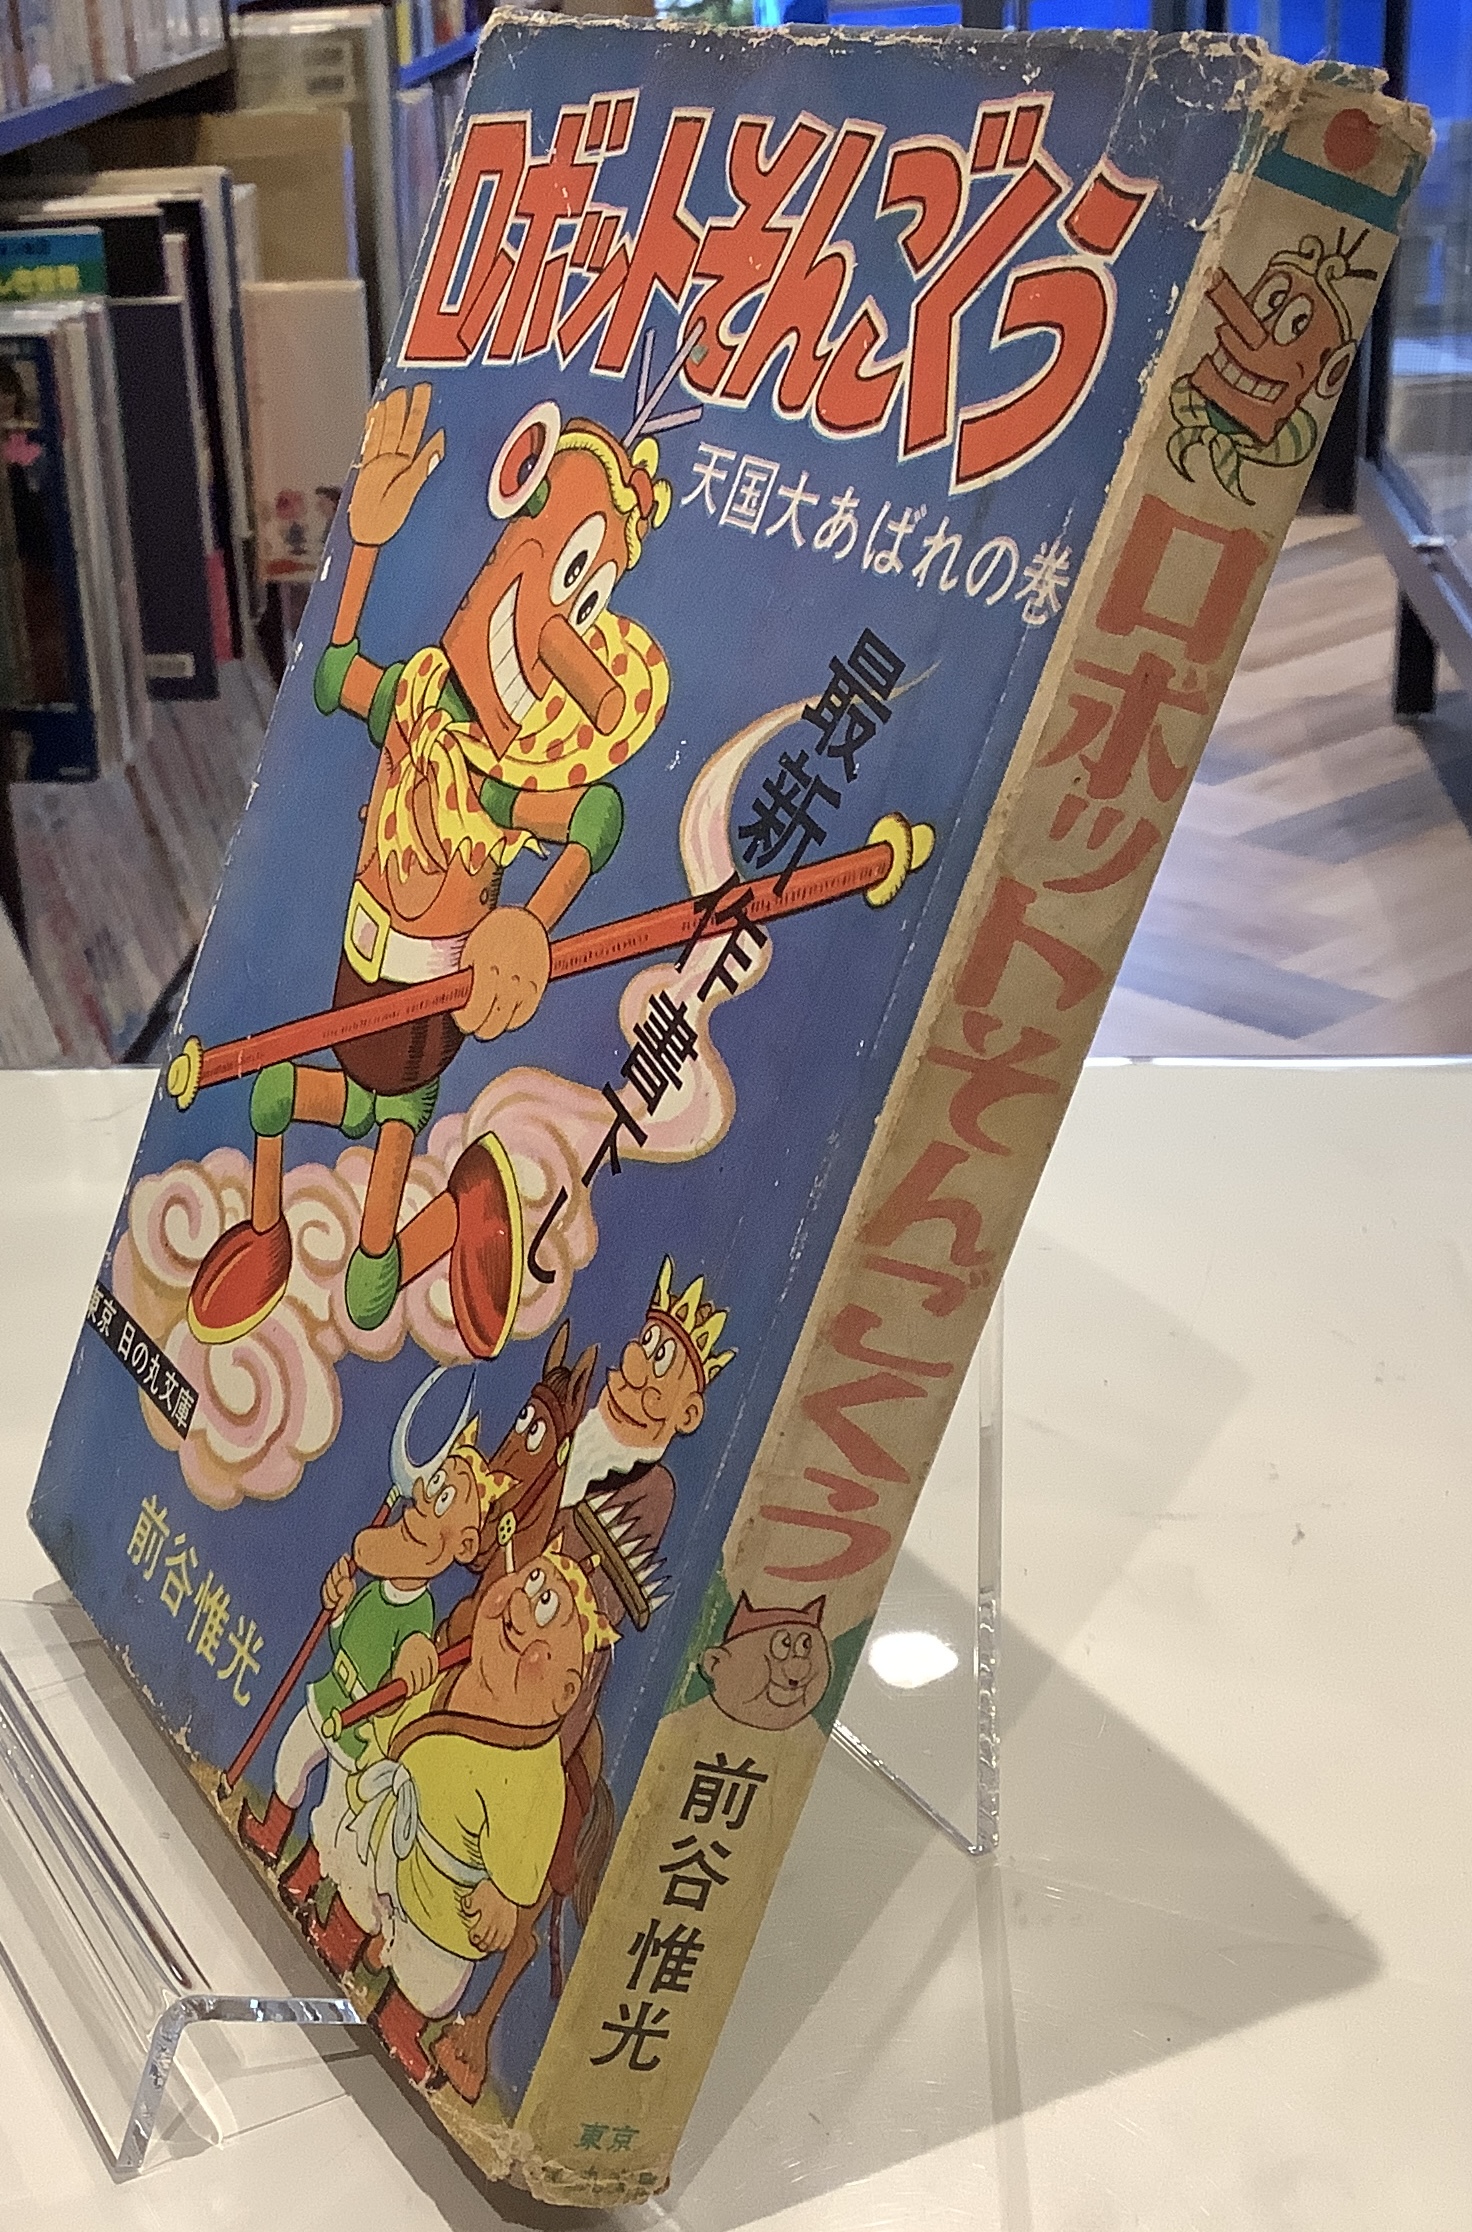 ロボットそんごくう
天国大あばれの巻
最新作書下し
東京 日の丸文庫
前谷惟光
ロボットそんごくう
前谷惟光
東京